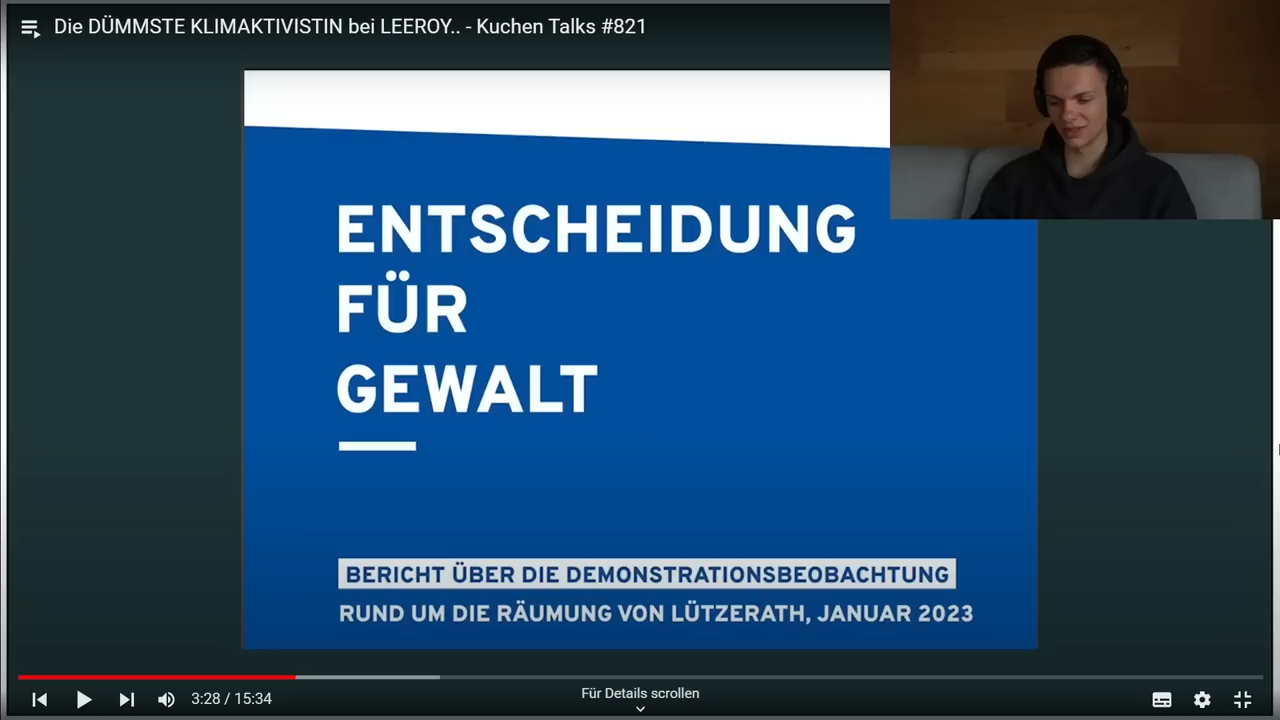 Die DÜMMSTE KLIMAKTIVISTIN bei LEEROY.. - Kuchen Talks #821
ENTSCHEIDUNG
FÜR
GEWALT
BERICHT ÜBER DIE DEMONSTRATIONSBEOBACHTUNG
RUND UM DIE RÄUMUNG VON LÜTZERATH, JANUAR 2023
3:28 / 15:34
Für Details scrollen